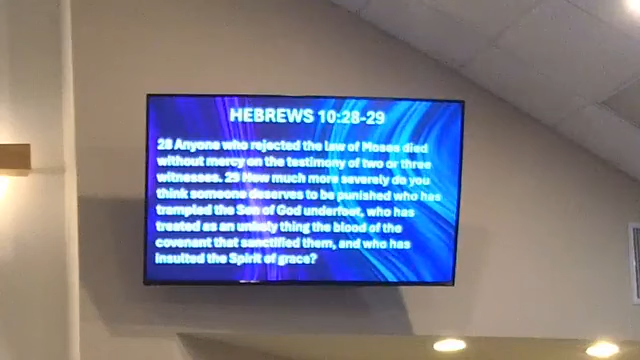 HEBREWS 10:28-29
28 Anyone who rejected the law of Moses died
without mercy on the testimony of two or three
witnesses. 29 How much more severely do you
think someone deserves to be punished who has
trampled the Son of God underfoot, who has
treated as an unholy thing the blood of the
covenant that sanctified them, and who has
insulted the Spirit of grace?